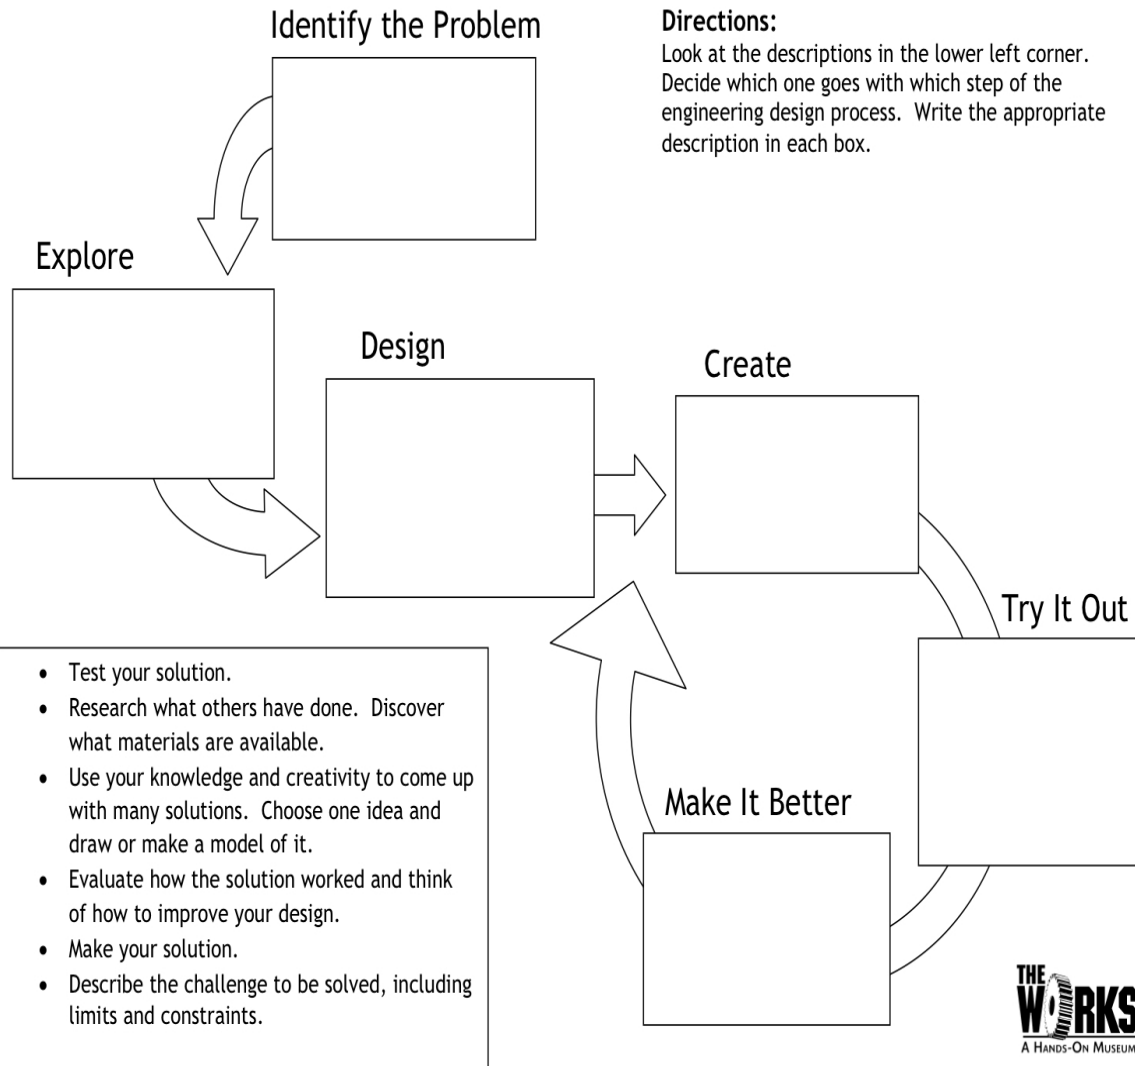 Identify the Problem
Directions:
Look at the descriptions in the lower left corner.
Decide which one goes with which step of the
engineering design process.  Write the appropriate
description in each box.
Explore
Design
Create
Try It Out
Make It Better
• Test your solution.
• Research what others have done.  Discover
what materials are available.
• Use your knowledge and creativity to come up
with many solutions.  Choose one idea and
draw or make a model of it.
• Evaluate how the solution worked and think
of how to improve your design.
• Make your solution.
• Describe the challenge to be solved, including
limits and constraints.
THE
WORKS
A HANDS-ON MUSEUM